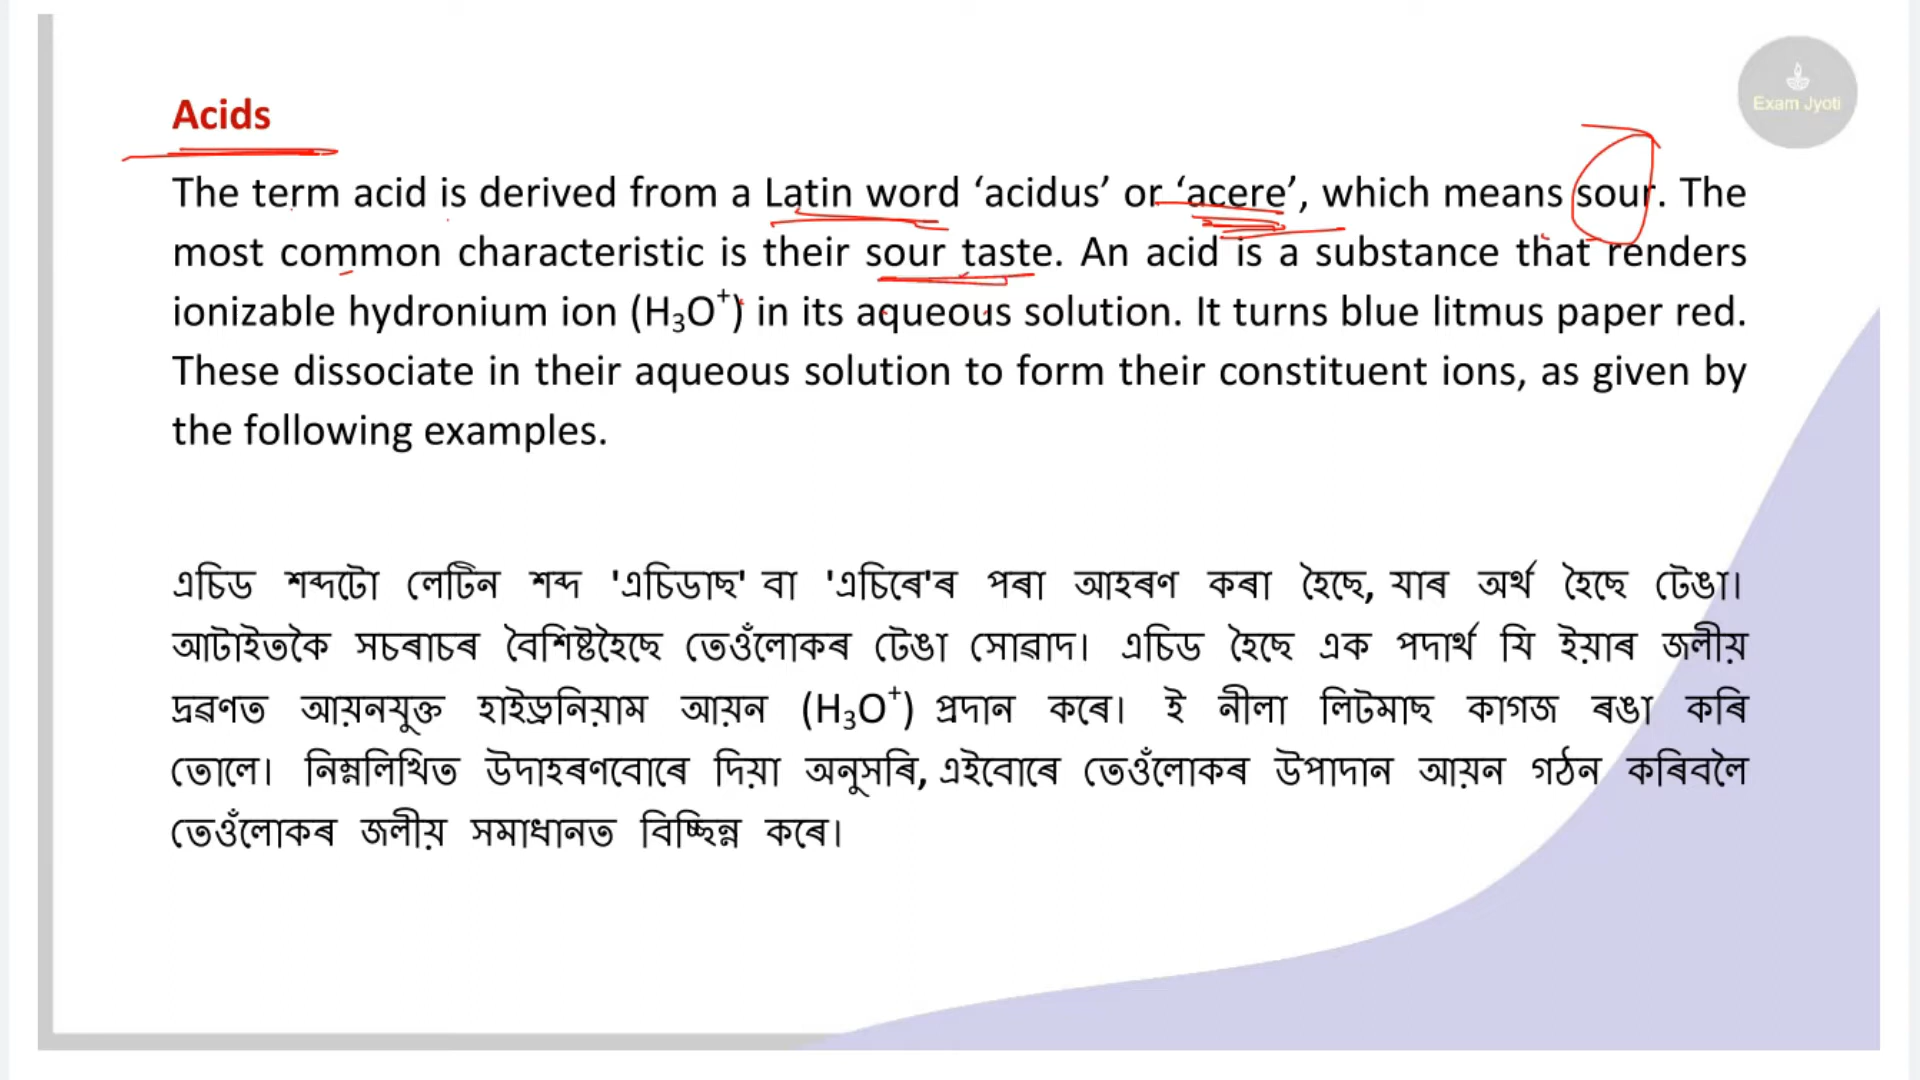 Exam Jyoti
Acids
The term acid is derived from a Latin word ‘acidus’ or ‘acere’, which means sour. The
most common characteristic is their sour taste. An acid is a substance that renders
ionizable hydronium ion (H₃O⁺) in its aqueous solution. It turns blue litmus paper red.
These dissociate in their aqueous solution to form their constituent ions, as given by
the following examples.
এচিড শব্দটো লেটিন শব্দ 'এচিডাছ' বা 'এচিৰে'ৰ পৰা আহৰণ কৰা হৈছে, যাৰ অৰ্থ হৈছে টেঙা।
আটাইতকৈ সচৰাচৰ বৈশিষ্টহৈছে তেওঁলোকৰ টেঙা সোৱাদ। এচিড হৈছে এক পদাৰ্থ যি ইয়াৰ জলীয়
দ্ৰৱণত আয়নযুক্ত হাইড্ৰনিয়াম আয়ন (H₃O⁺) প্ৰদান কৰে। ই নীলা লিটমাছ কাগজ ৰঙা কৰি
তোলে। নিম্নলিখিত উদাহৰণবোৰে দিয়া অনুসৰি, এইবোৰে তেওঁলোকৰ উপাদান আয়ন গঠন কৰিবলৈ
তেওঁলোকৰ জলীয় সমাধানত বিচ্ছিন্ন কৰে।